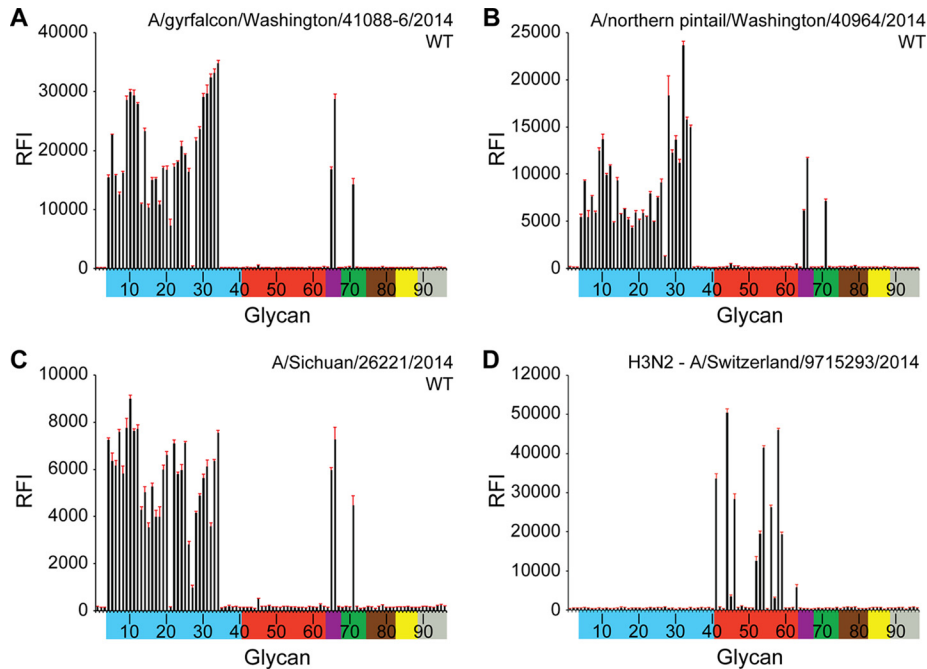 A
A/gyrfalcon/Washington/41088-6/2014
WT
40000
30000
20000
10000
0
RFI
10 20 30 40 50 60 70 80 90
Glycan
B
A/northern pintail/Washington/40964/2014
WT
25000
20000
15000
10000
5000
0
RFI
10 20 30 40 50 60 70 80 90
Glycan
C
A/Sichuan/26221/2014
WT
10000
8000
6000
4000
2000
0
RFI
10 20 30 40 50 60 70 80 90
Glycan
D
H3N2 - A/Switzerland/9715293/2014
12000
50000
40000
30000
20000
10000
0
RFI
10 20 30 40 50 60 70 80 90
Glycan